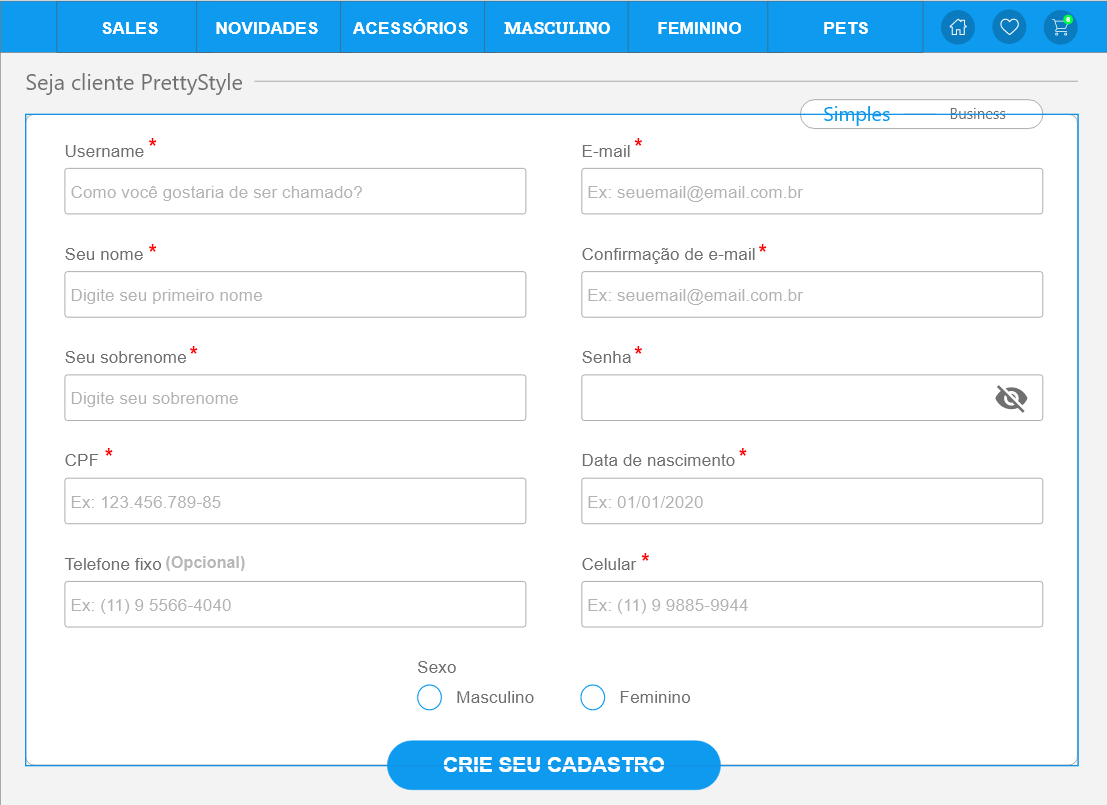 SALES NOVIDADES ACESSÓRIOS MASCULINO FEMININO PETS 6
Seja cliente PrettyStyle
Simples Business
Username * E-mail *
Como você gostaria de ser chamado? Ex: seuemail@email.com.br
Seu nome * Confirmação de e-mail *
Digite seu primeiro nome Ex: seuemail@email.com.br
Seu sobrenome * Senha *
Digite seu sobrenome
CPF * Data de nascimento *
Ex: 123.456.789-85 Ex: 01/01/2020
Telefone fixo (Opcional) Celular *
Ex: (11) 9 5566-4040 Ex: (11) 9 9885-9944
Sexo
Masculino Feminino
CRIE SEU CADASTRO